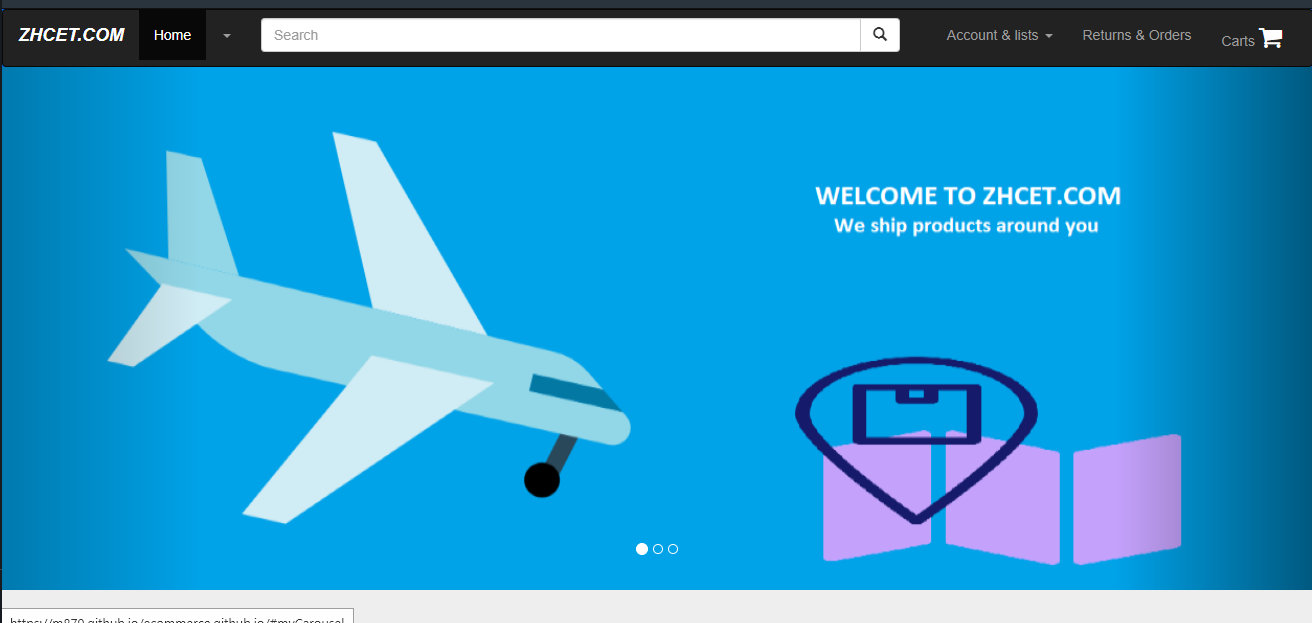 ZHCET.COM
Home
Search
Account & lists
Returns & Orders
Carts
WELCOME TO ZHCET.COM
We ship products around you
https://m870.github.io/ecommerce.github.io/#myCarousel